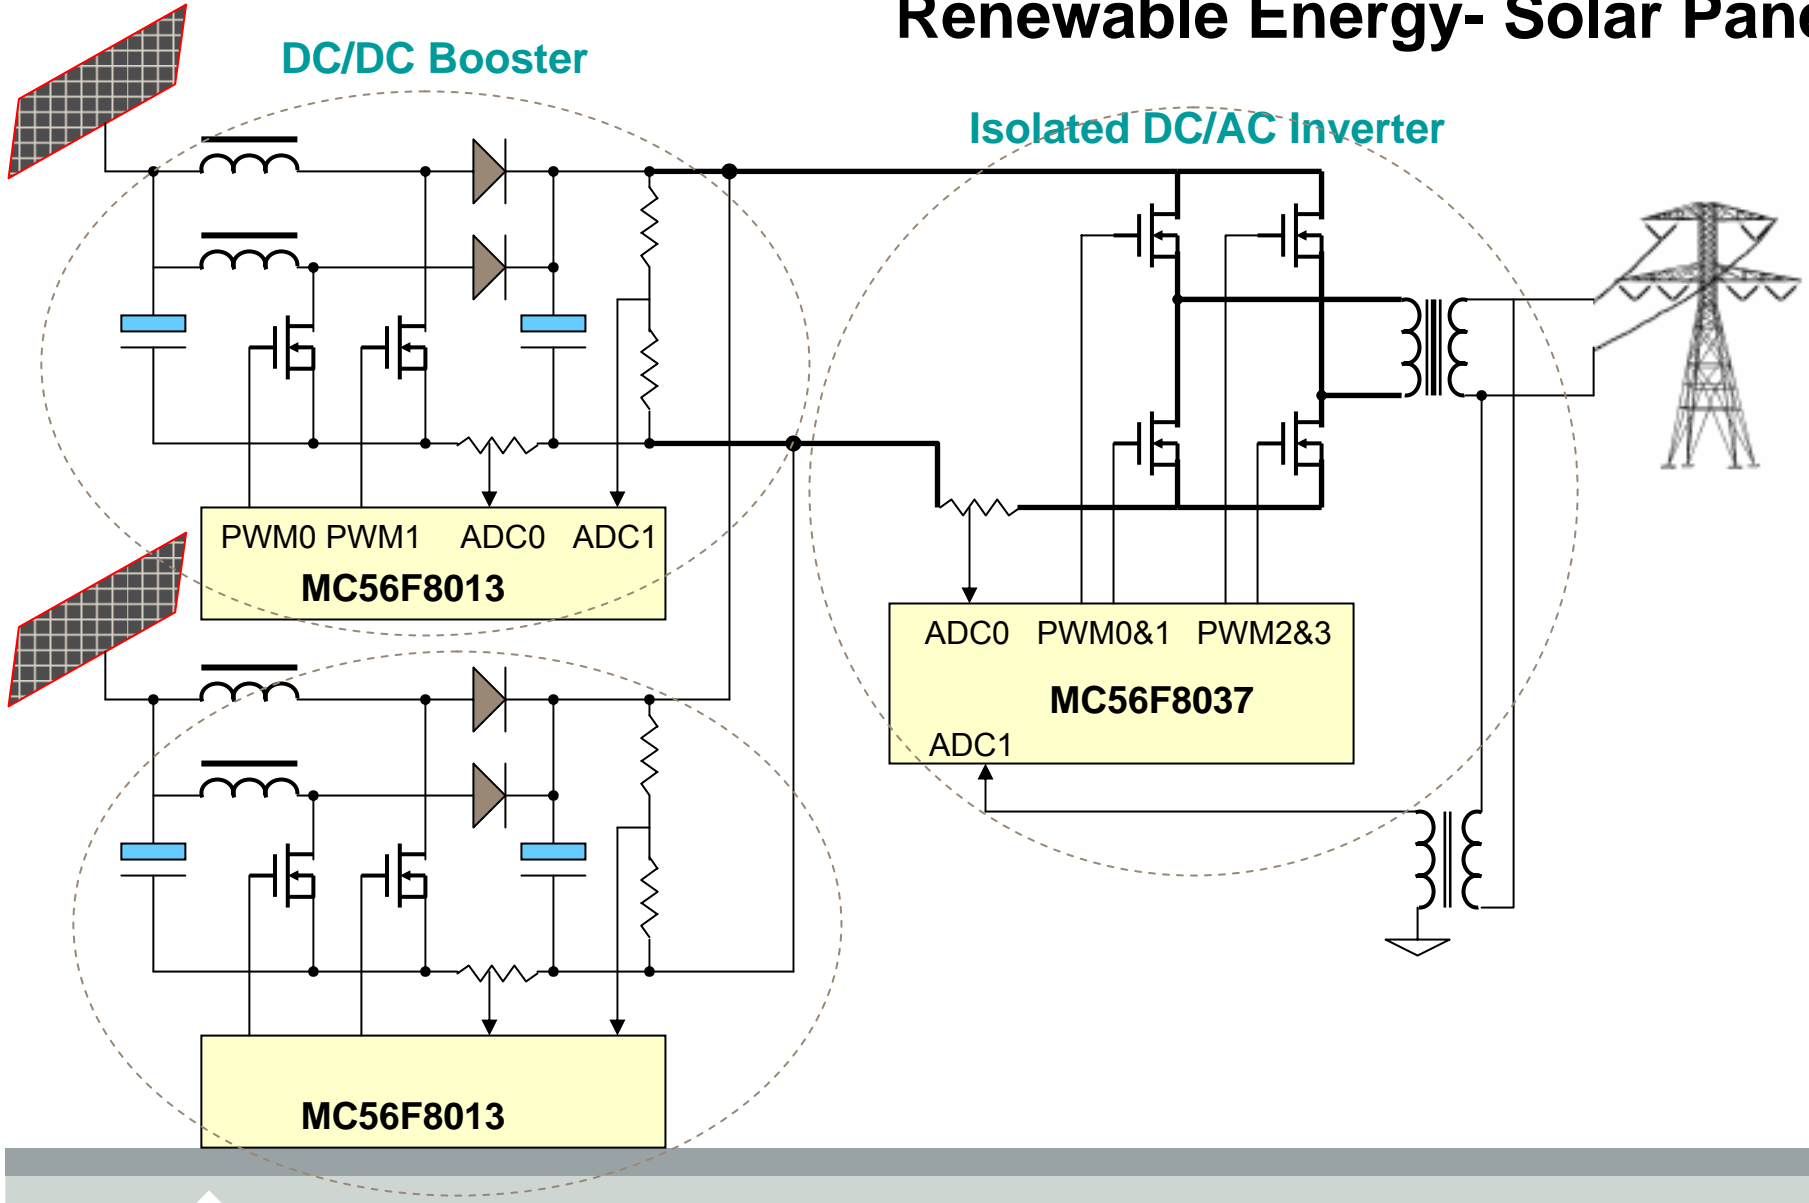 Renewable Energy- Solar Pane
DC/DC Booster
Isolated DC/AC Inverter
PWM0 PWM1 ADC0 ADC1
MC56F8013
ADC0 PWM0&1 PWM2&3
MC56F8037
ADC1
MC56F8013